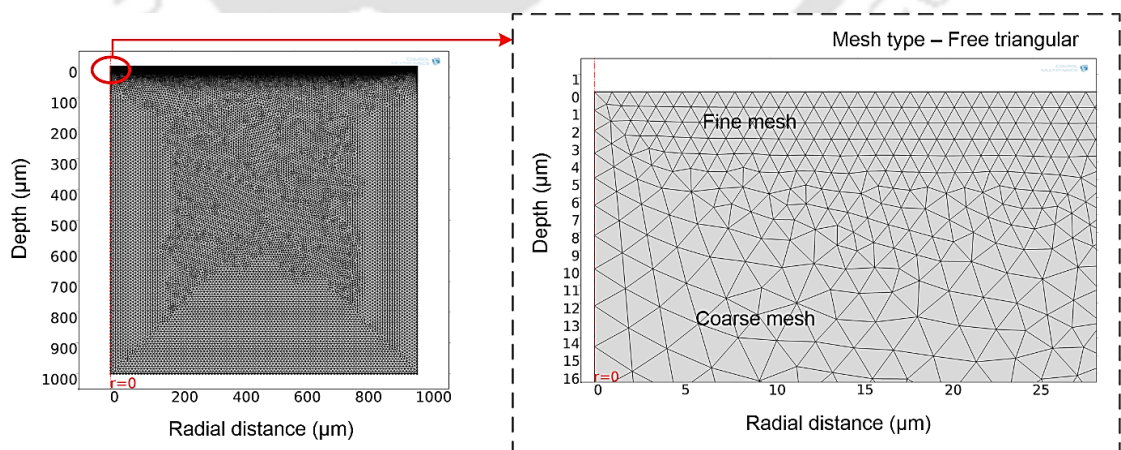 Mesh type – Free triangular
0
100
200
300
400
500
600
700
800
900
1000
Depth (µm)
r=0
0 200 400 600 800 1000
Radial distance (µm)
1
0
1
2
3
4
5
6
7
8
9
10
11
12
13
14
15
16
Depth (µm)
Fine mesh
Coarse mesh
r=0
0 5 10 15 20 25
Radial distance (µm)